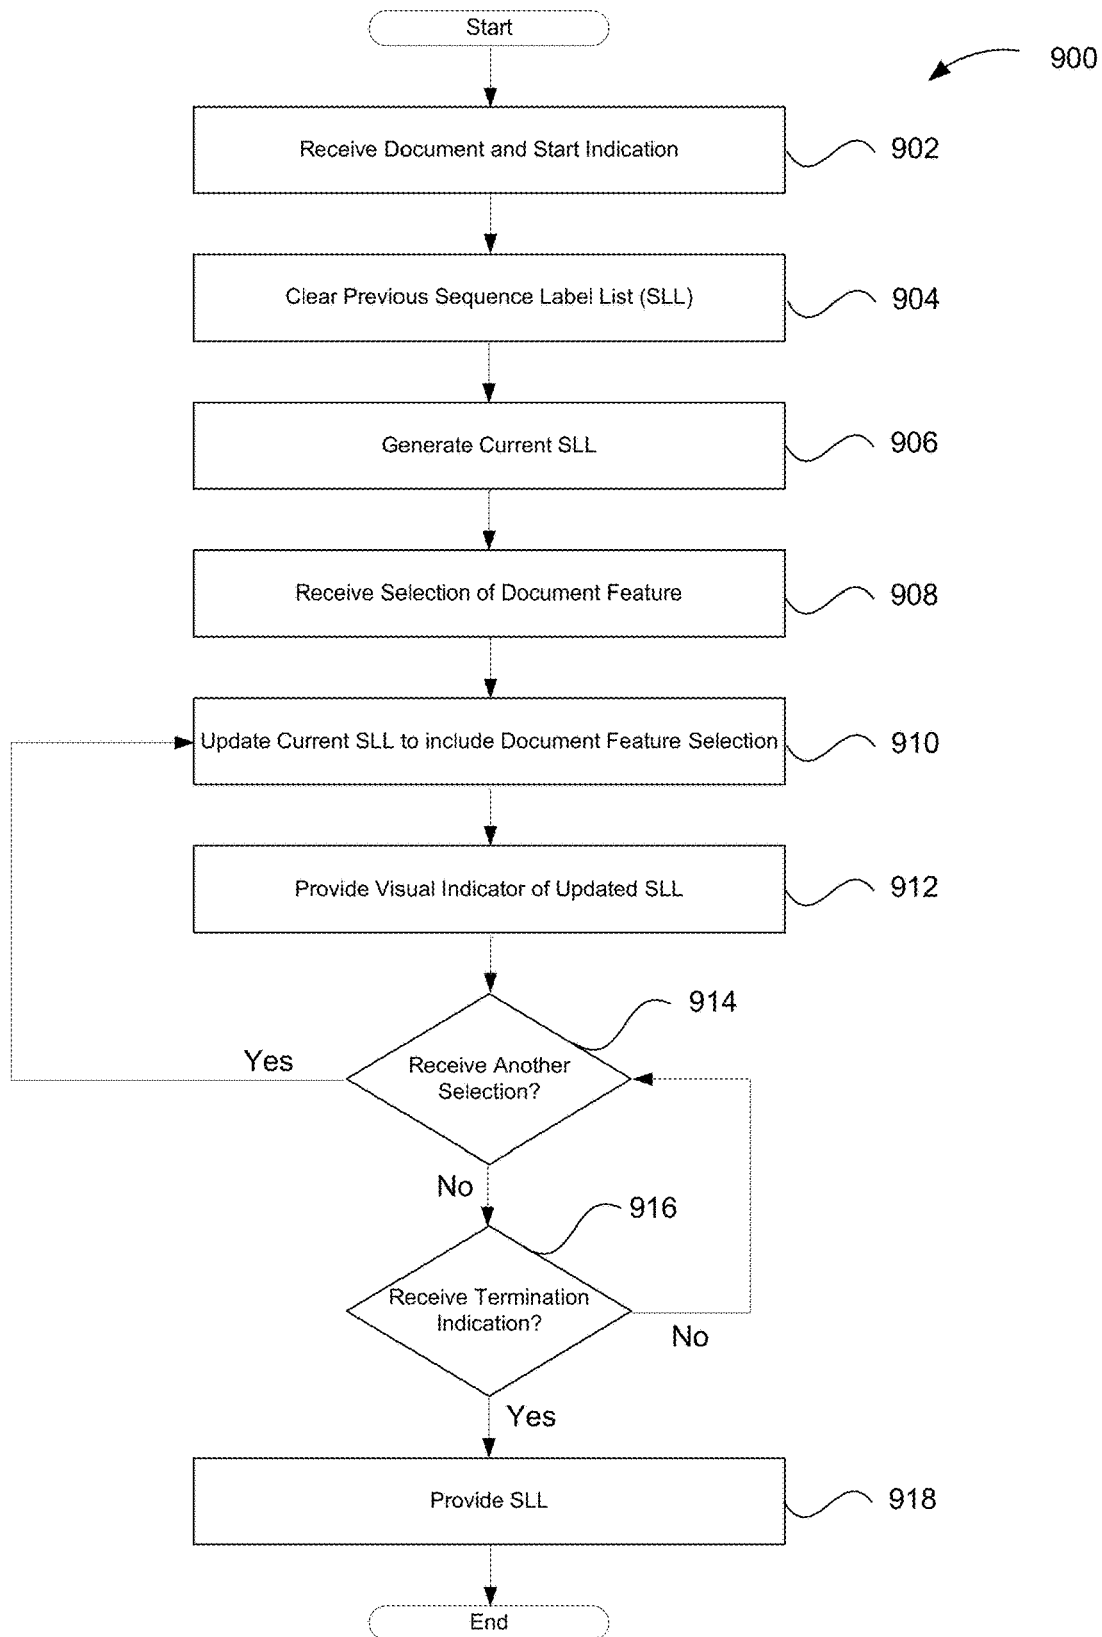 Start
900
Receive Document and Start Indication
902
Clear Previous Sequence Label List (SLL)
904
Generate Current SLL
906
Receive Selection of Document Feature
908
Update Current SLL to include Document Feature Selection
910
Provide Visual Indicator of Updated SLL
912
914
Yes
Receive Another
Selection?
No
916
Receive Termination
Indication?
No
Yes
Provide SLL
918
End